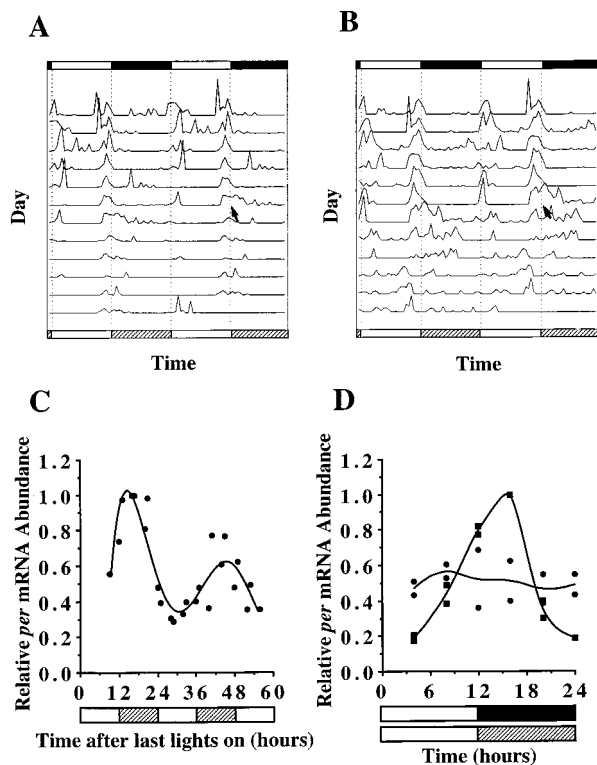 A
B
Day
Day
Time
Time
C
D
Relative per mRNA Abundance
1.2
1.0
0.8
0.6
0.4
0.2
0.0
0 12 24 36 48 60
Time after last lights on (hours)
Relative per mRNA Abundance
1.2
1.0
0.8
0.6
0.4
0.2
0.0
0 6 12 18 24
Time (hours)